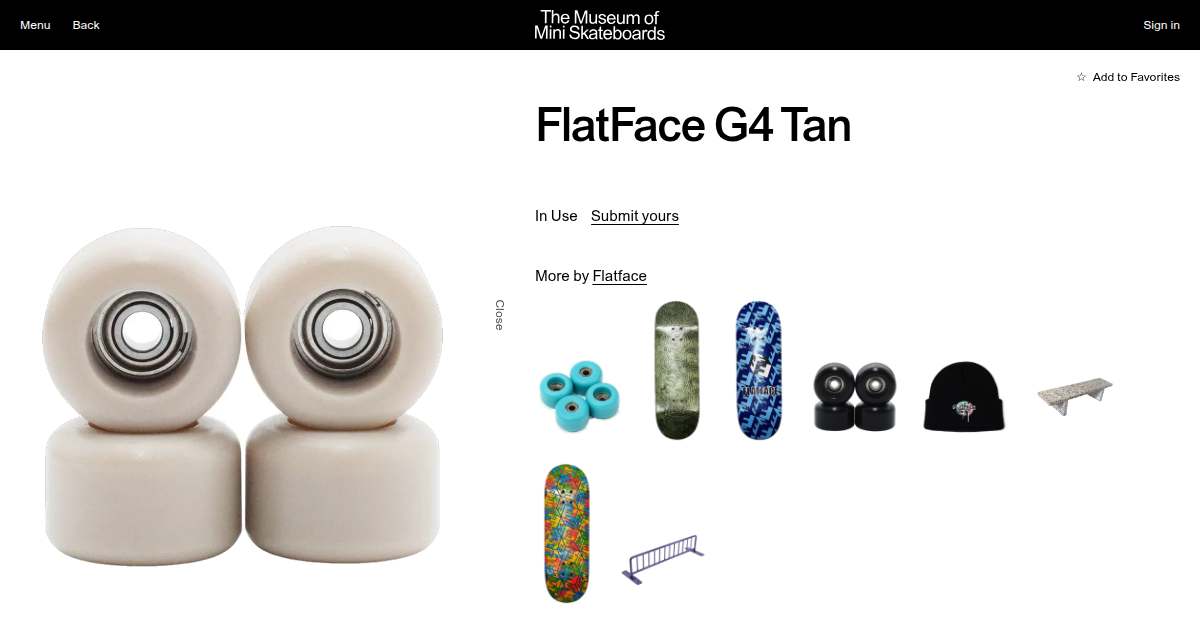 Menu Back
The Museum of
Mini Skateboards
Sign in
☆ Add to Favorites
FlatFace G4 Tan
In Use Submit yours
More by Flatface
Close
FLATFACE